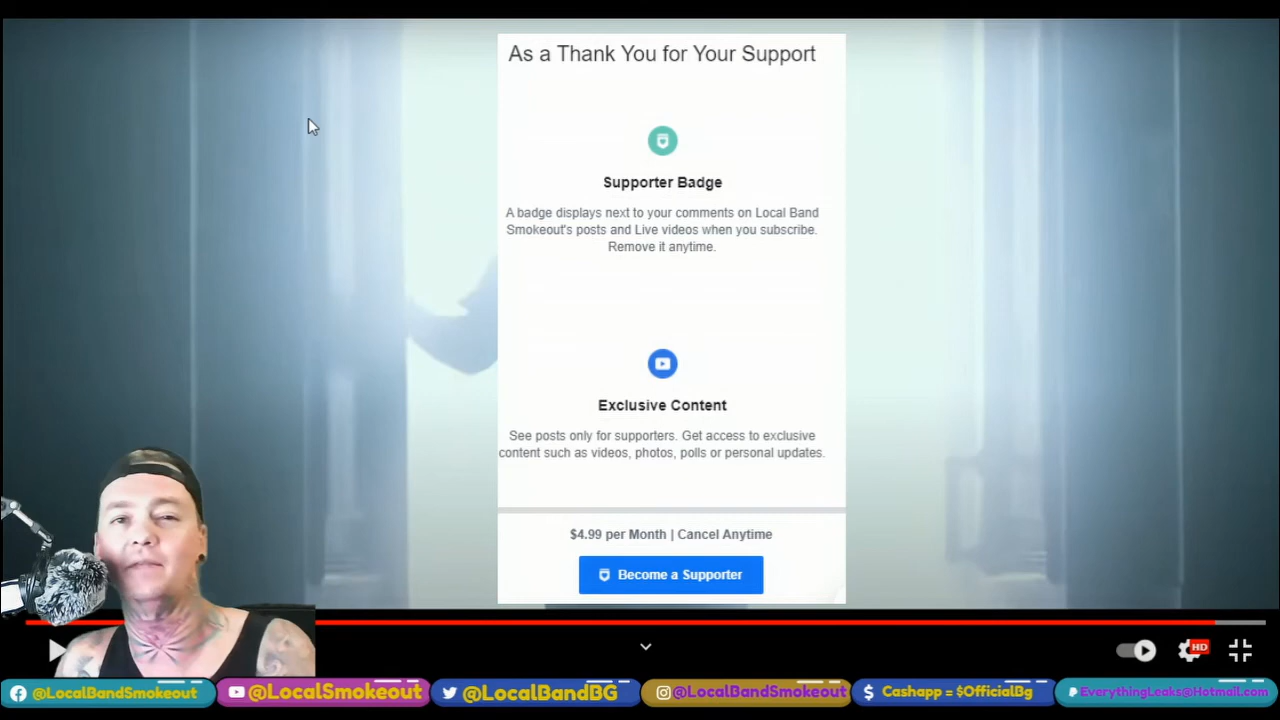 As a Thank You for Your Support
Supporter Badge
A badge displays next to your comments on Local Band
Smokeout's posts and Live videos when you subscribe.
Remove it anytime.
Exclusive Content
See posts only for supporters. Get access to exclusive
content such as videos, photos, polls or personal updates.
$4.99 per Month | Cancel Anytime
Become a Supporter
HD
@LocalBandSmokeout
@LocalSmokeout
@LocalBandBG
@LocalBandSmokeout
$ Cashapp = $OfficialBg
EverythingLeaks@Hotmail.com